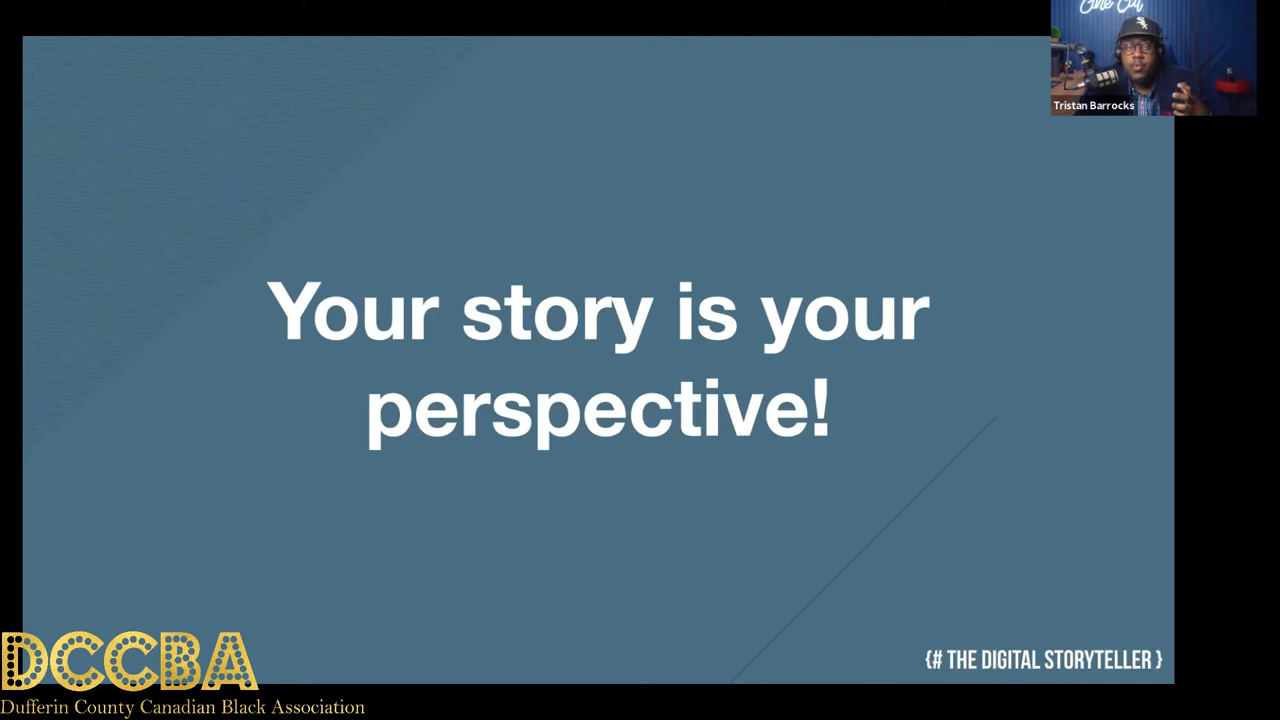 Your story is your
perspective!
Tristan Barrocks
{# THE DIGITAL STORYTELLER }
DCCBA
Dufferin County Canadian Black Association